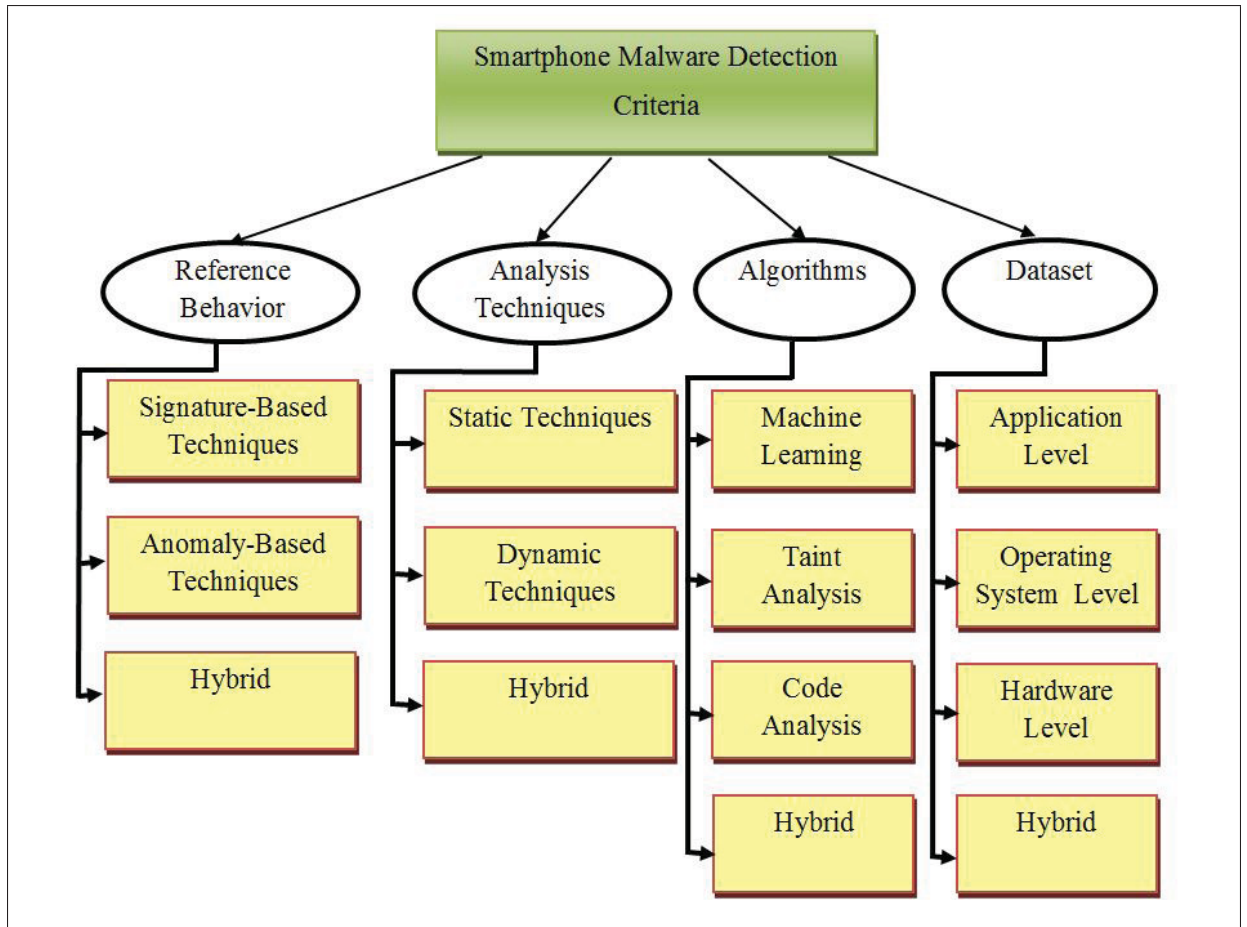 Smartphone Malware Detection
Criteria
Reference
Behavior
Analysis
Techniques
Algorithms
Dataset
Signature-Based
Techniques
Anomaly-Based
Techniques
Hybrid
Static Techniques
Dynamic
Techniques
Hybrid
Machine
Learning
Taint
Analysis
Code
Analysis
Hybrid
Application
Level
Operating
System Level
Hardware
Level
Hybrid